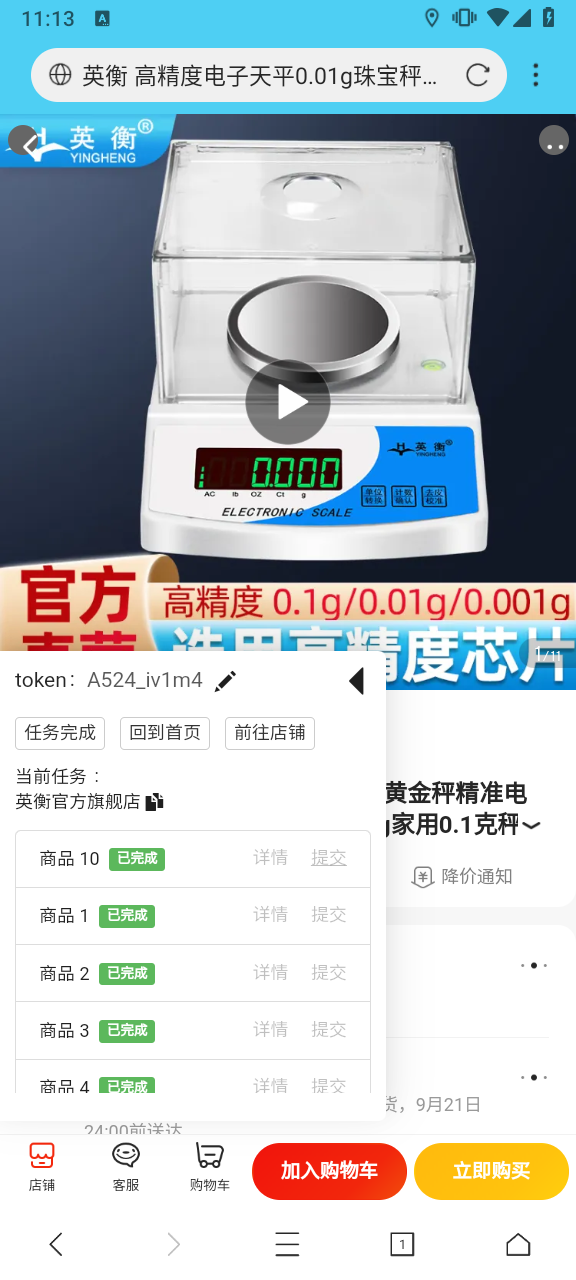 11:13
英衡 高精度电子天平0.01g珠宝秤...
英衡®
YINGHENG
英衡®
YINGHENG
0.000
AC lb OZ Ct g
单位转换 计数确认 去皮校准
ELECTRONIC SCALE
官方
高精度 0.1g/0.01g/0.001g
直营
选用高精度芯片
1/11
token： A524_iv1m4
任务完成 回到首页 前往店铺
当前任务：
英衡官方旗舰店
黄金秤精准电
家用0.1克秤
降价通知
商品 10 已完成 详情 提交
商品 1 已完成 详情 提交
商品 2 已完成 详情 提交
商品 3 已完成 详情 提交
商品 4 已完成 详情 提交
货，9月21日
24:00前送达
店铺 客服 购物车 加入购物车 立即购买
1